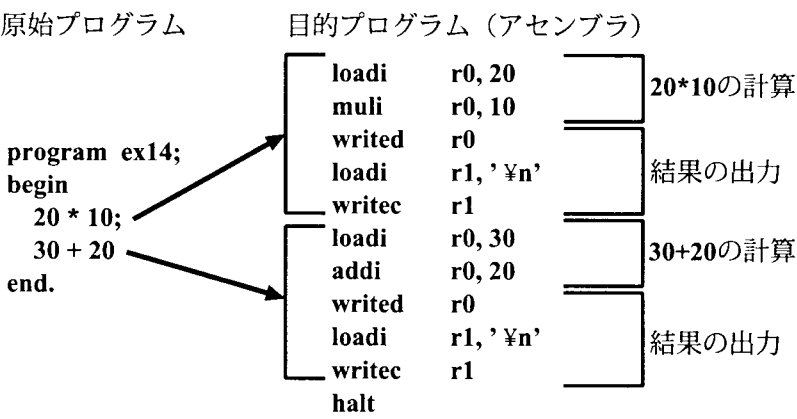 原始プログラム
目的プログラム（アセンブラ）
program ex14;
begin
20 * 10;
30 + 20
end.
loadi r0, 20
muli r0, 10
writed r0
loadi r1, ’ ¥n’
writec r1
loadi r0, 30
addi r0, 20
writed r0
loadi r1, ’ ¥n’
writec r1
halt
20*10の計算
結果の出力
30+20の計算
結果の出力